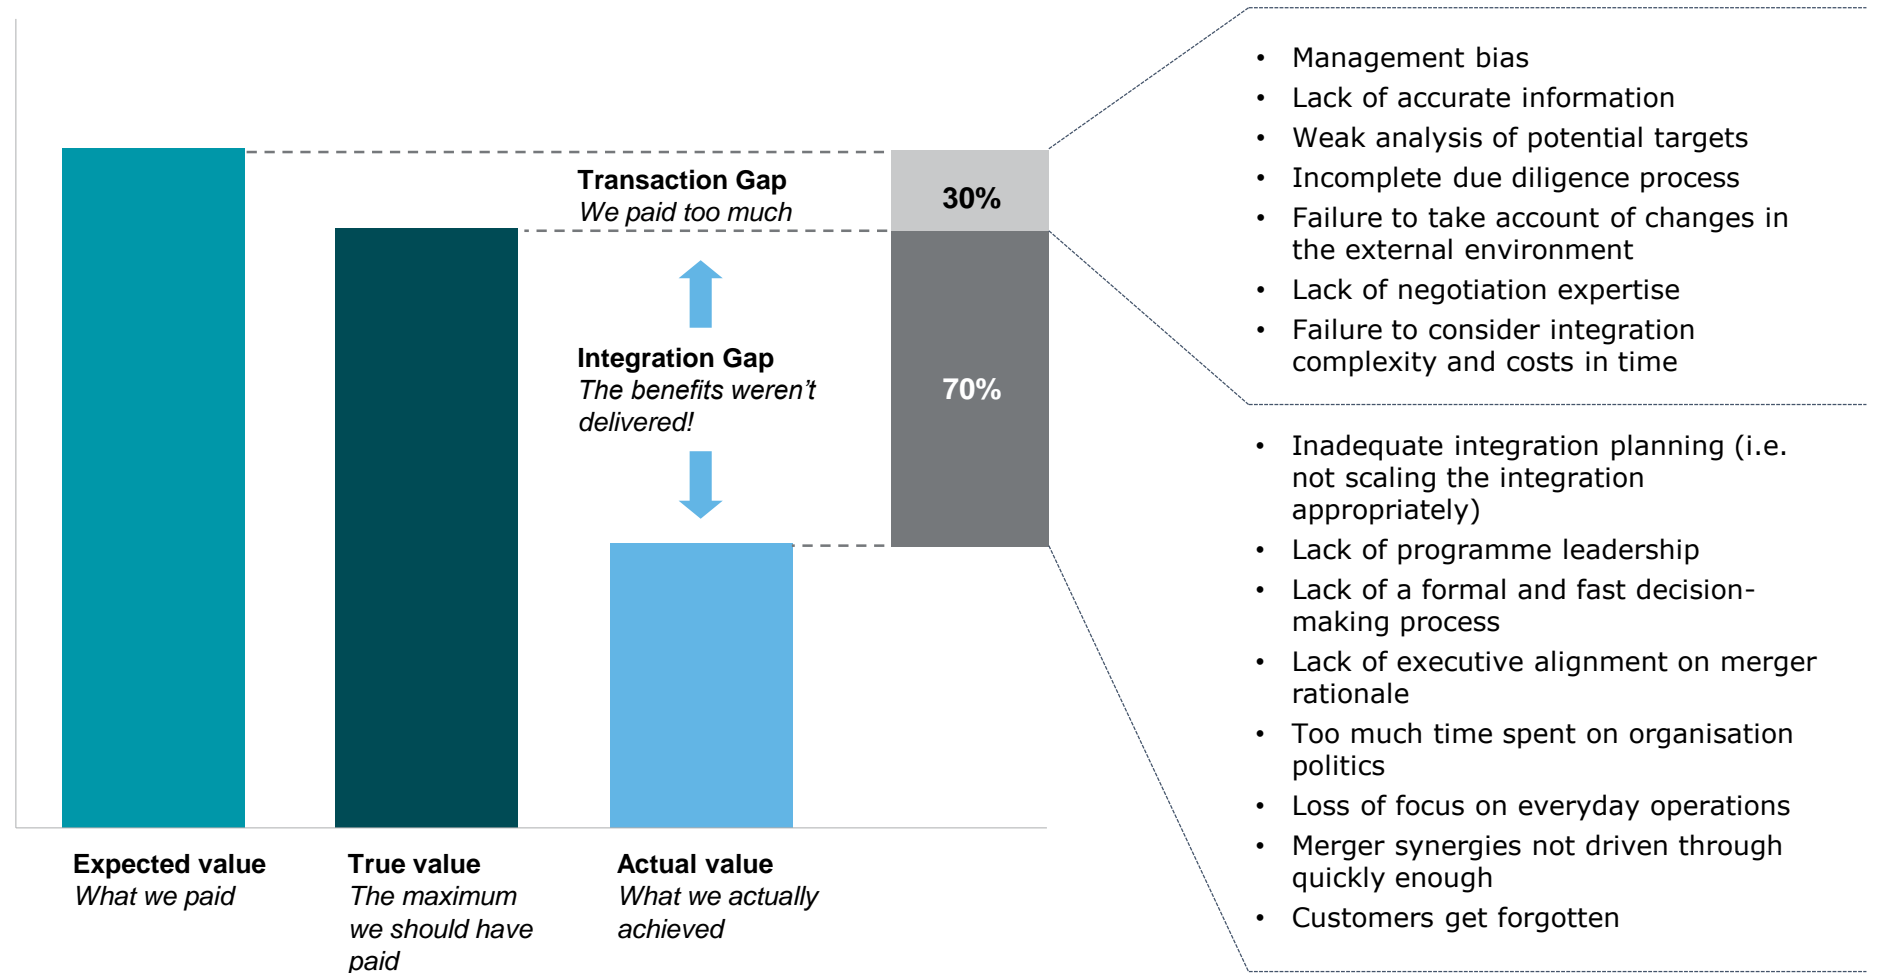 Transaction Gap
We paid too much
Integration Gap
The benefits weren’t
delivered!
30%
70%
Expected value
What we paid
True value
The maximum
we should have
paid
Actual value
What we actually
achieved
• Management bias
• Lack of accurate information
• Weak analysis of potential targets
• Incomplete due diligence process
• Failure to take account of changes in
the external environment
• Lack of negotiation expertise
• Failure to consider integration
complexity and costs in time
• Inadequate integration planning (i.e.
not scaling the integration
appropriately)
• Lack of programme leadership
• Lack of a formal and fast decision-
making process
• Lack of executive alignment on merger
rationale
• Too much time spent on organisation
politics
• Loss of focus on everyday operations
• Merger synergies not driven through
quickly enough
• Customers get forgotten